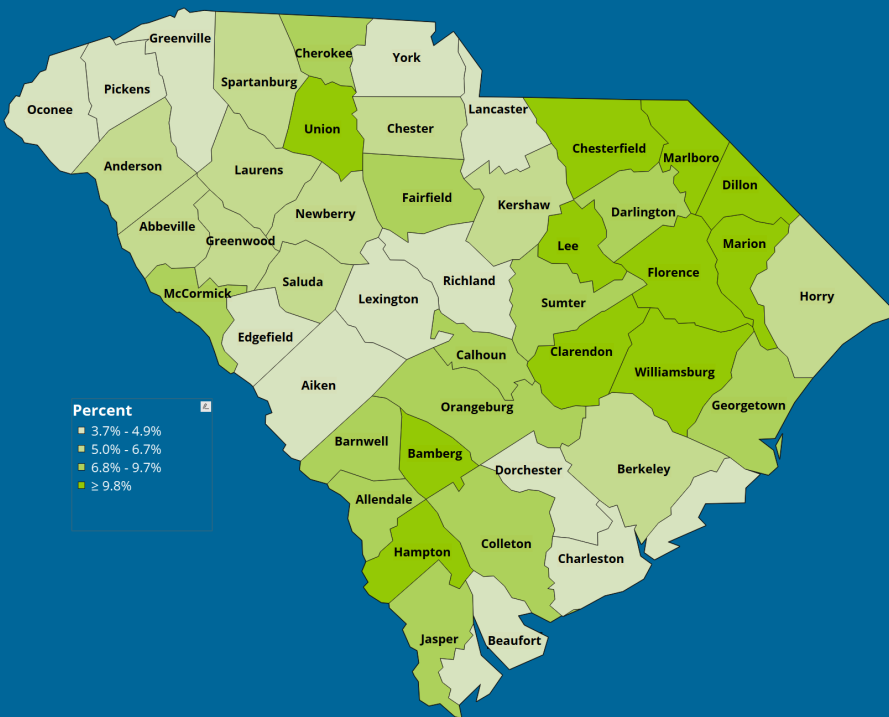 Greenville
Cherokee
York
Pickens
Spartanburg
Oconee
Lancaster
Union
Chester
Chesterfield
Marlboro
Anderson
Laurens
Dillon
Fairfield
Kershaw
Darlington
Newberry
Abbeville
Greenwood
Lee
Marion
Florence
McCormick
Saluda
Richland
Lexington
Sumter
Horry
Edgefield
Calhoun
Clarendon
Williamsburg
Aiken
Orangeburg
Georgetown
Percent
3.7% - 4.9%
5.0% - 6.7%
6.8% - 9.7%
≥ 9.8%
Barnwell
Bamberg
Dorchester
Berkeley
Allendale
Colleton
Hampton
Charleston
Jasper
Beaufort